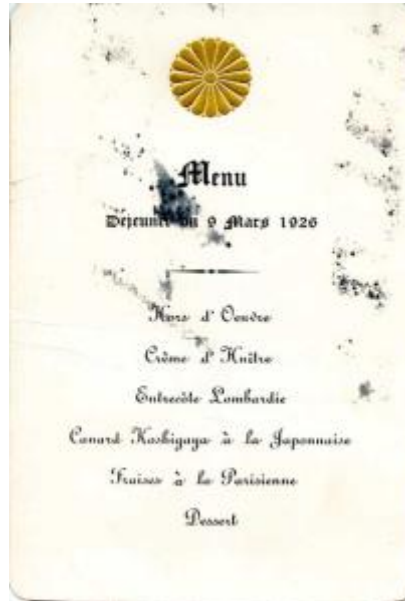 Menu
Déjeuner du 9 Mars 1926
Hors d' Oeuvre
Crème d' Huître
Entrecôte Lombardie
Canard Koshigaya à la Japonnaise
Fraises à la Parisienne
Dessert